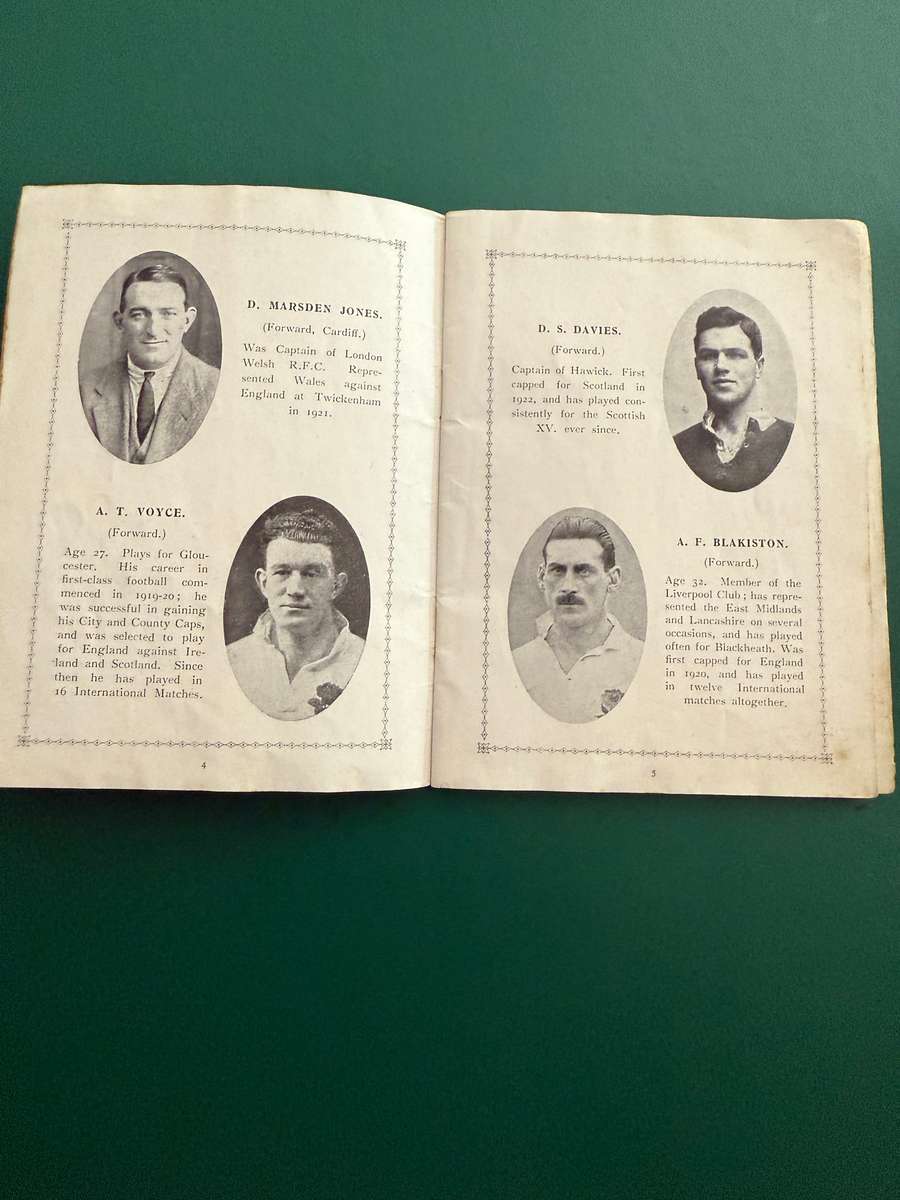 D. MARSDEN JONES.
(Forward, Cardiff.)
Was Captain of London
Welsh R.F.C. Repre-
sented Wales against
England at Twickenham
in 1921.
A. T. VOYCE.
(Forward.)
Age 27. Plays for Glou-
cester. His career in
first-class football com-
menced in 1919-20; he
was successful in gaining
his City and County Caps,
and was selected to play
for England against Ire-
land and Scotland. Since
then he has played in
16 International Matches.
4
D. S. DAVIES.
(Forward.)
Captain of Hawick. First
capped for Scotland in
1922, and has played con-
sistently for the Scottish
XV. ever since.
A. F. BLAKISTON.
(Forward.)
Age 32. Member of the
Liverpool Club; has repre-
sented the East Midlands
and Lancashire on several
occasions, and has played
often for Blackheath. Was
first capped for England
in 1920, and has played
in twelve International
matches altogether.
5